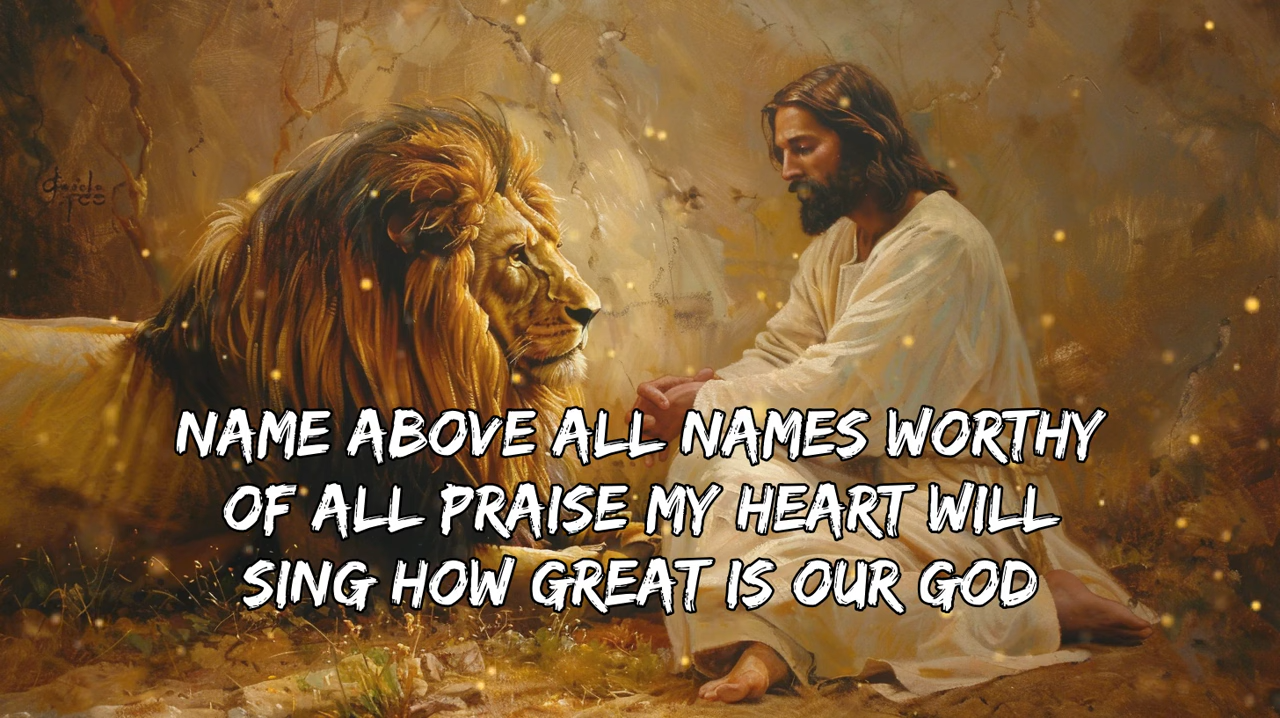 NAME ABOVE ALL NAMES WORTHY
OF ALL PRAISE MY HEART WILL
SING HOW GREAT IS OUR GOD